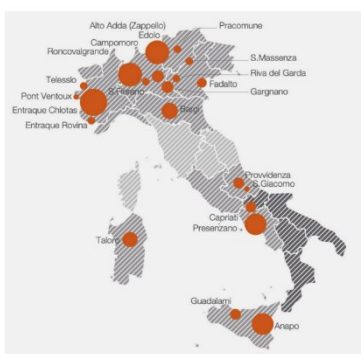 Alto Adda (Zappello)
Pracomune
Edolo
Campomoro
Roncovalgrande
S.Massenza
Telessio
S.Fiorano
Riva del Garda
Pont Ventoux
Fadalto
Entraque Chiotas
Gargnano
Entraque Rovina
Bargi
Provvidenza
S.Giacomo
Capriati
Presenzano
Taloro
Guadalami
Anapo